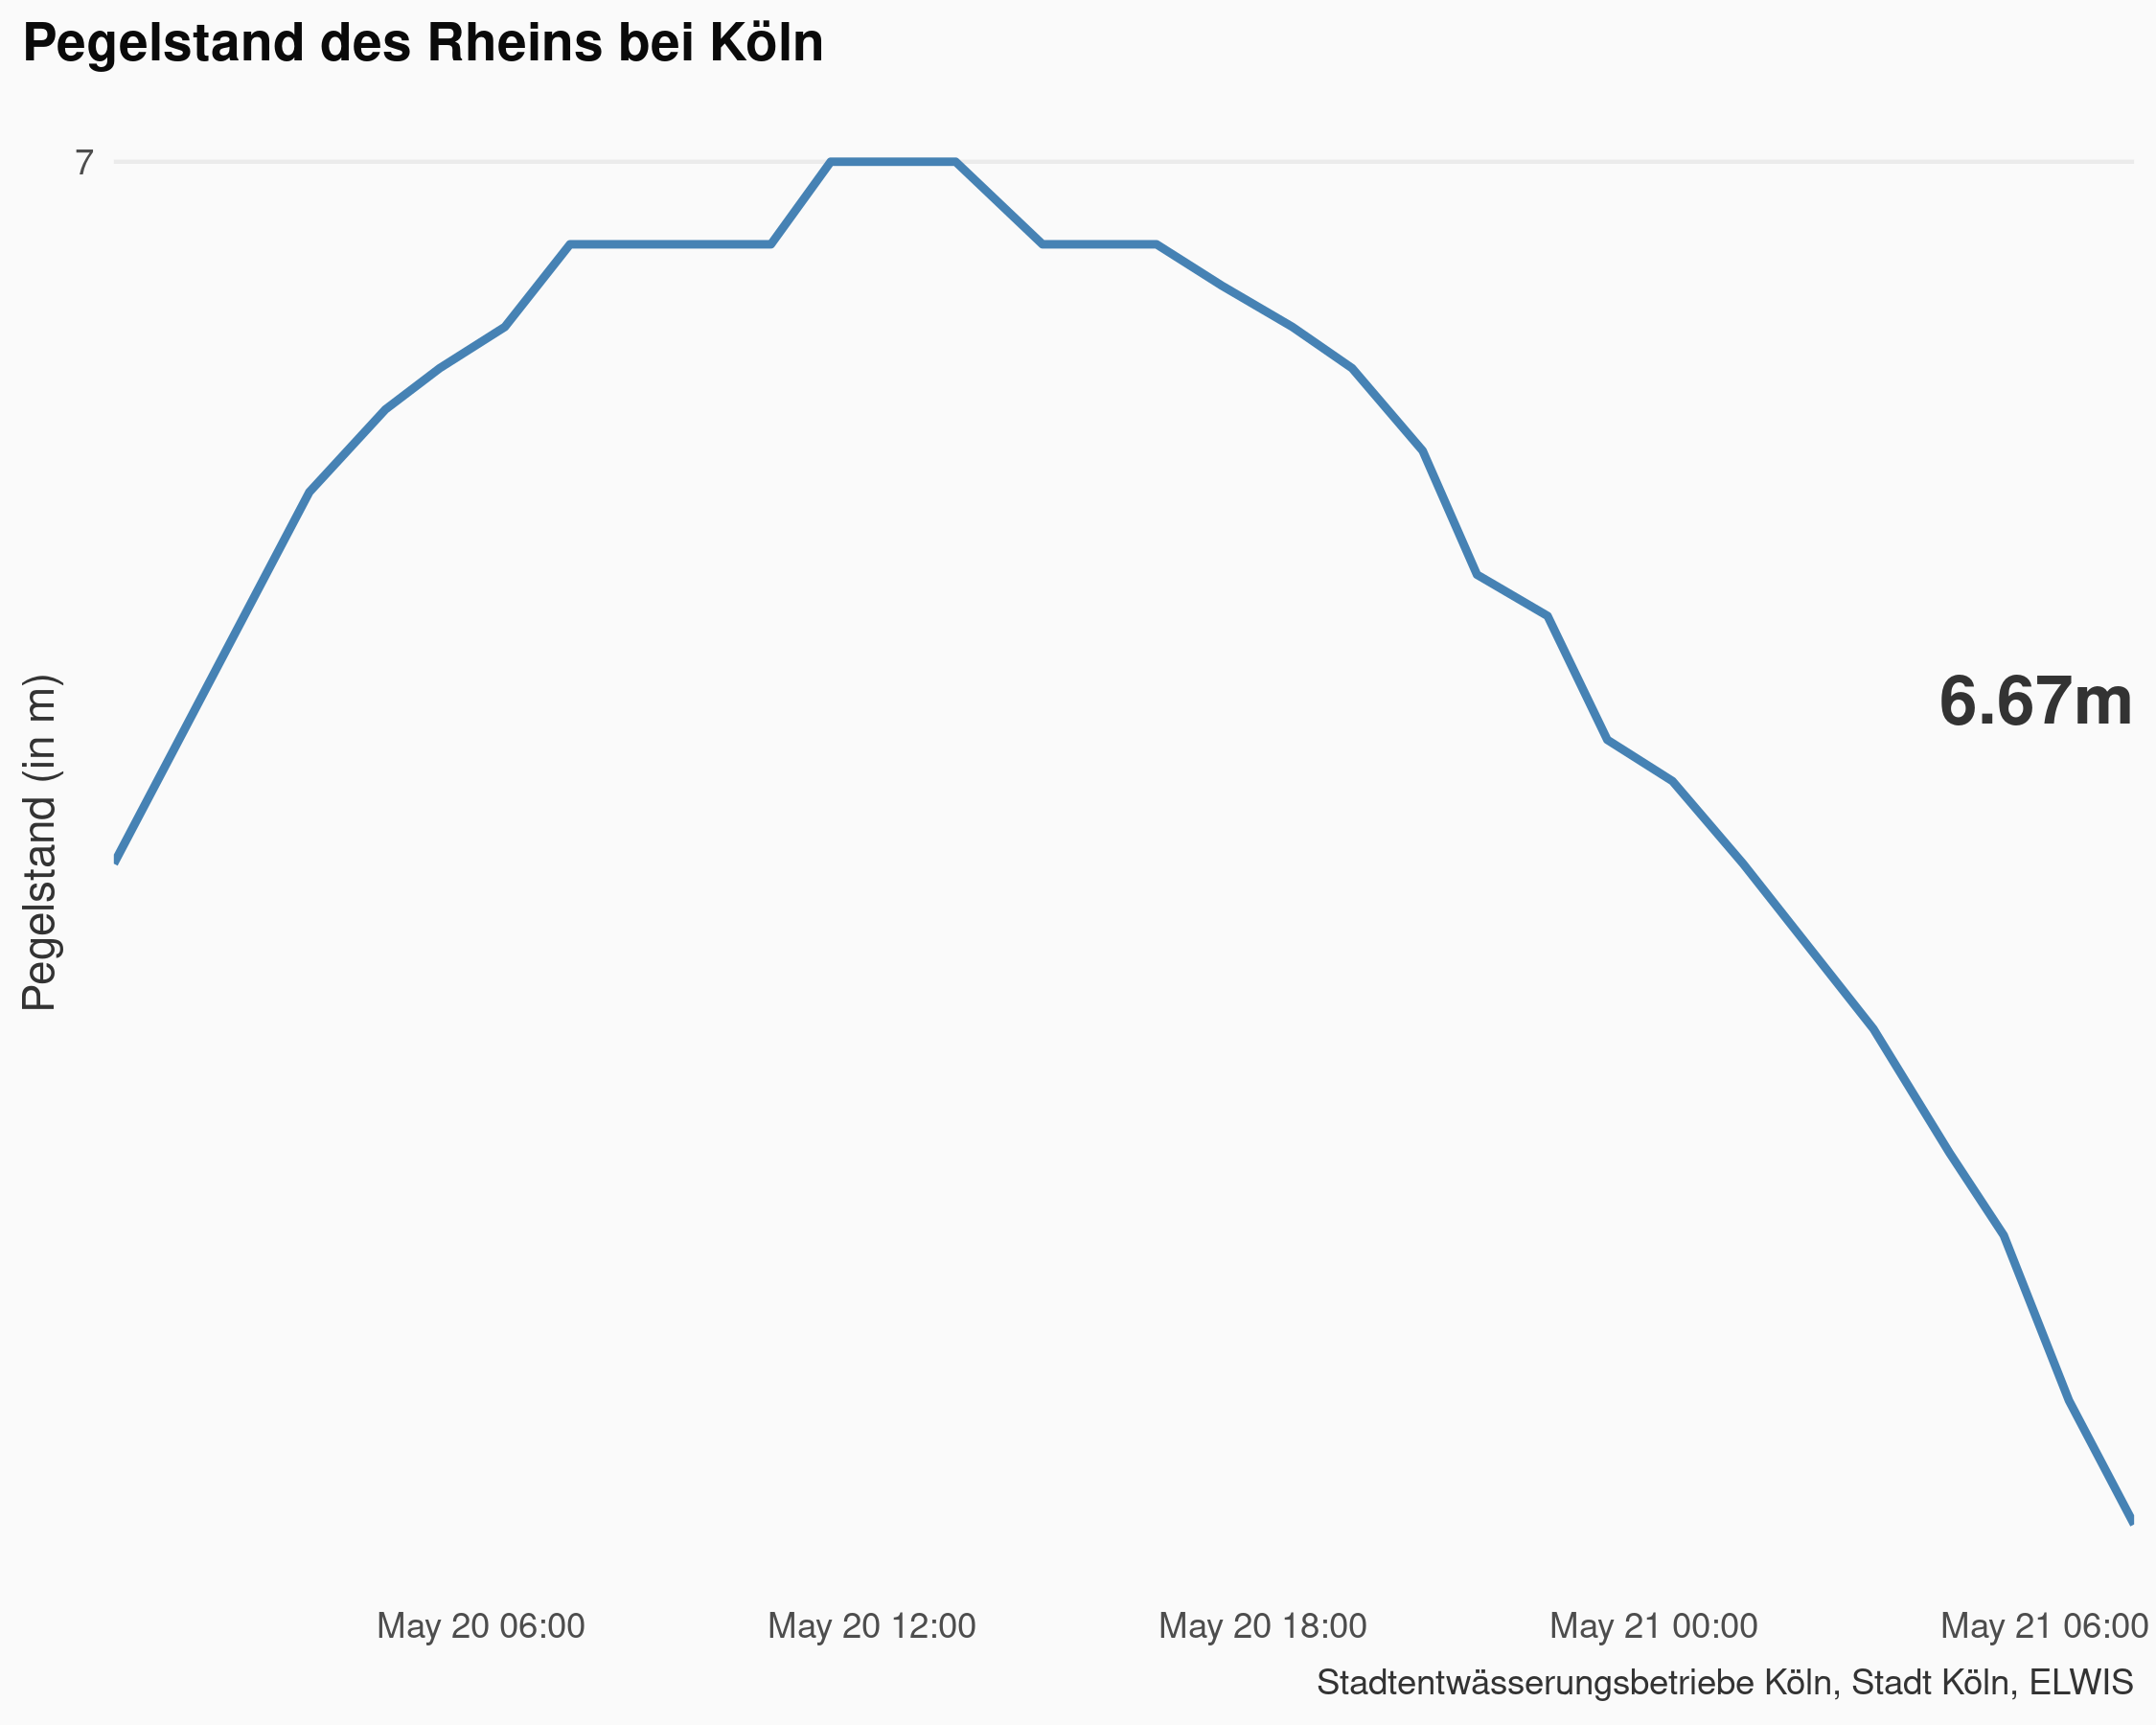 Pegelstand des Rheins bei Köln
7
Pegelstand (in m)
6.67m
May 20 06:00
May 20 12:00
May 20 18:00
May 21 00:00
May 21 06:00
Stadtentwässerungsbetriebe Köln, Stadt Köln, ELWIS